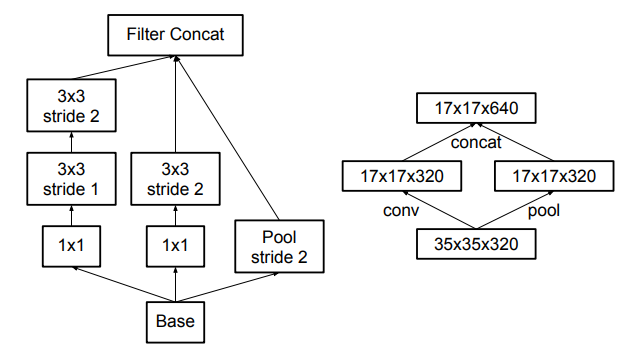 Filter Concat
3x3
stride 2
3x3
stride 1
3x3
stride 2
1x1
1x1
Pool
stride 2
Base
17x17x640
concat
17x17x320
17x17x320
conv
pool
35x35x320